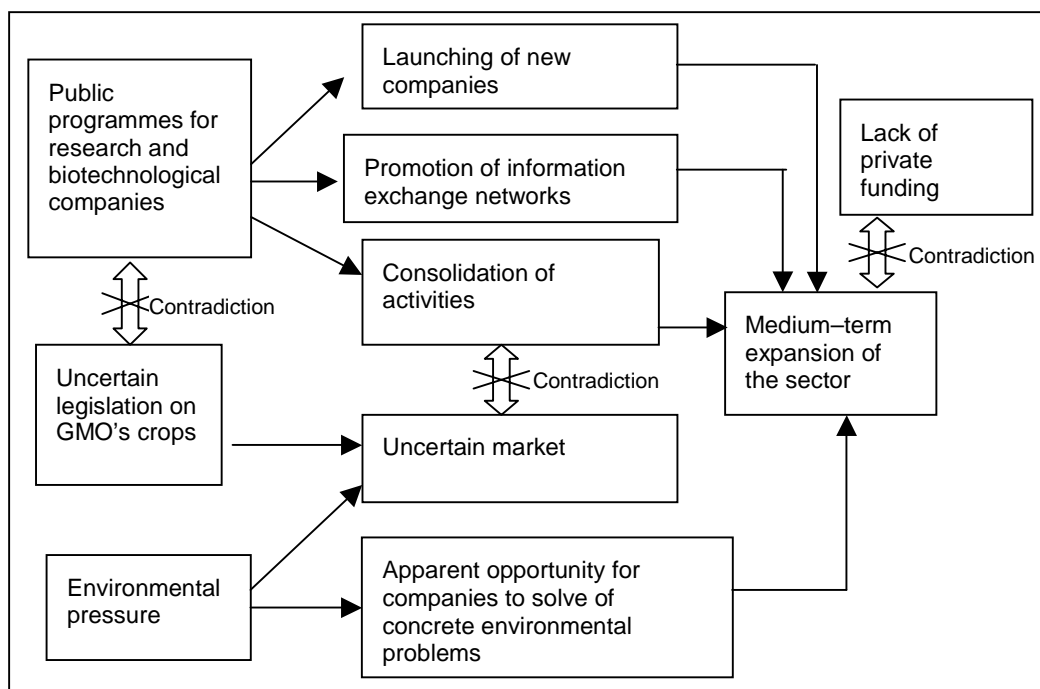 Public
programmes for
research and
biotechnological
companies
Launching of new
companies
Promotion of information
exchange networks
Consolidation of
activities
Lack of
private
funding
Contradiction
Contradiction
Medium–term
expansion of
the sector
Uncertain
legislation on
GMO’s crops
Contradiction
Uncertain market
Environmental
pressure
Apparent opportunity for
companies to solve of
concrete environmental
problems